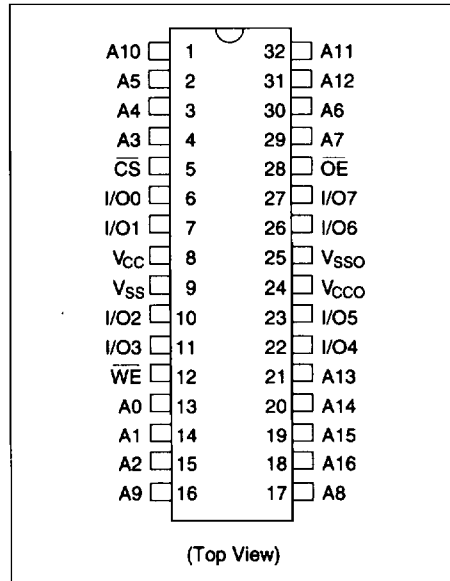 A10 1 32 A11
A5 2 31 A12
A4 3 30 A6
A3 4 29 A7
C̅S̅ 5 28 O̅E̅
I/O0 6 27 I/O7
I/O1 7 26 I/O6
VCC 8 25 VSSO
VSS 9 24 VCCO
I/O2 10 23 I/O5
I/O3 11 22 I/O4
W̅E̅ 12 21 A13
A0 13 20 A14
A1 14 19 A15
A2 15 18 A16
A9 16 17 A8
(Top View)